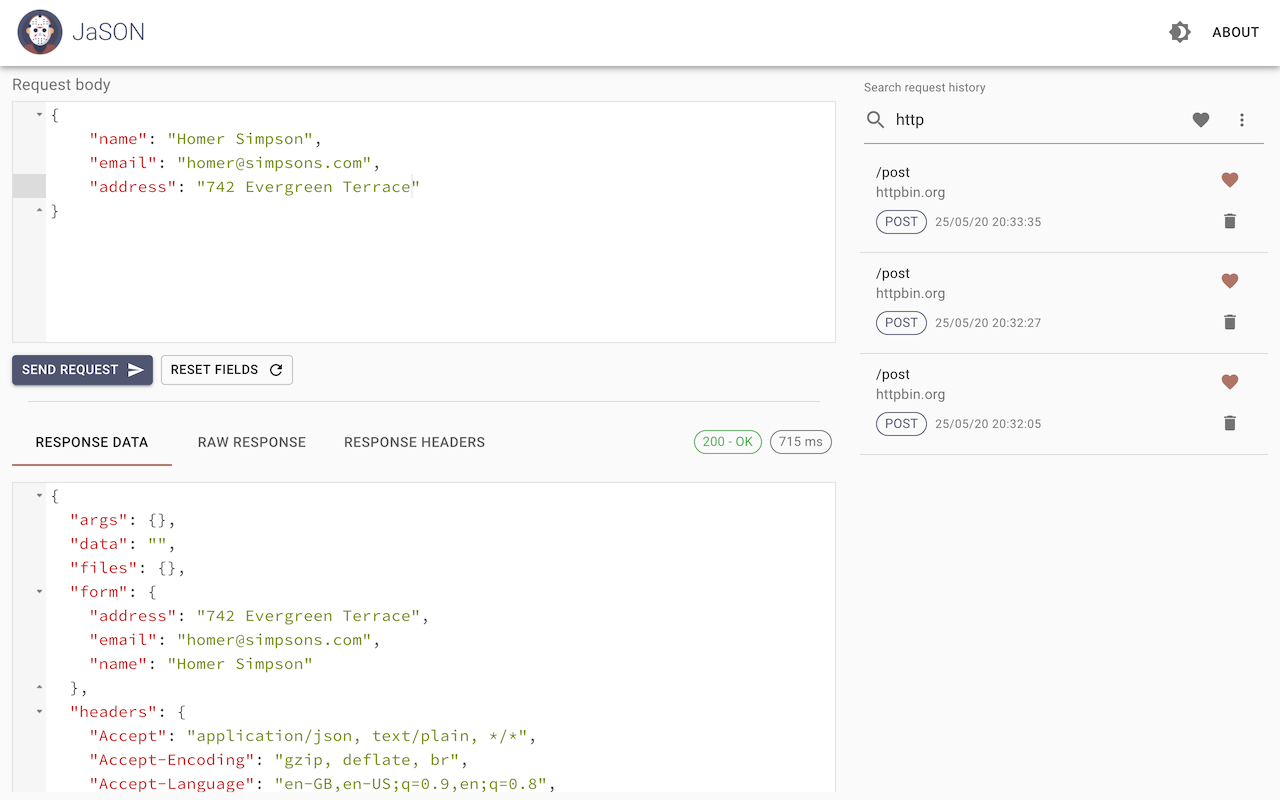 JaSON
ABOUT
Request body
{
"name": "Homer Simpson",
"email": "homer@simpsons.com",
"address": "742 Evergreen Terrace"
}
SEND REQUEST
RESET FIELDS
RESPONSE DATA
RAW RESPONSE
RESPONSE HEADERS
200 - OK
715 ms
{
"args": {},
"data": "",
"files": {},
"form": {
"address": "742 Evergreen Terrace",
"email": "homer@simpsons.com",
"name": "Homer Simpson"
},
"headers": {
"Accept": "application/json, text/plain, */*",
"Accept-Encoding": "gzip, deflate, br",
"Accept-Language": "en-GB,en-US;q=0.9,en;q=0.8",
Search request history
http
/post
httpbin.org
POST 25/05/20 20:33:35
/post
httpbin.org
POST 25/05/20 20:32:27
/post
httpbin.org
POST 25/05/20 20:32:05